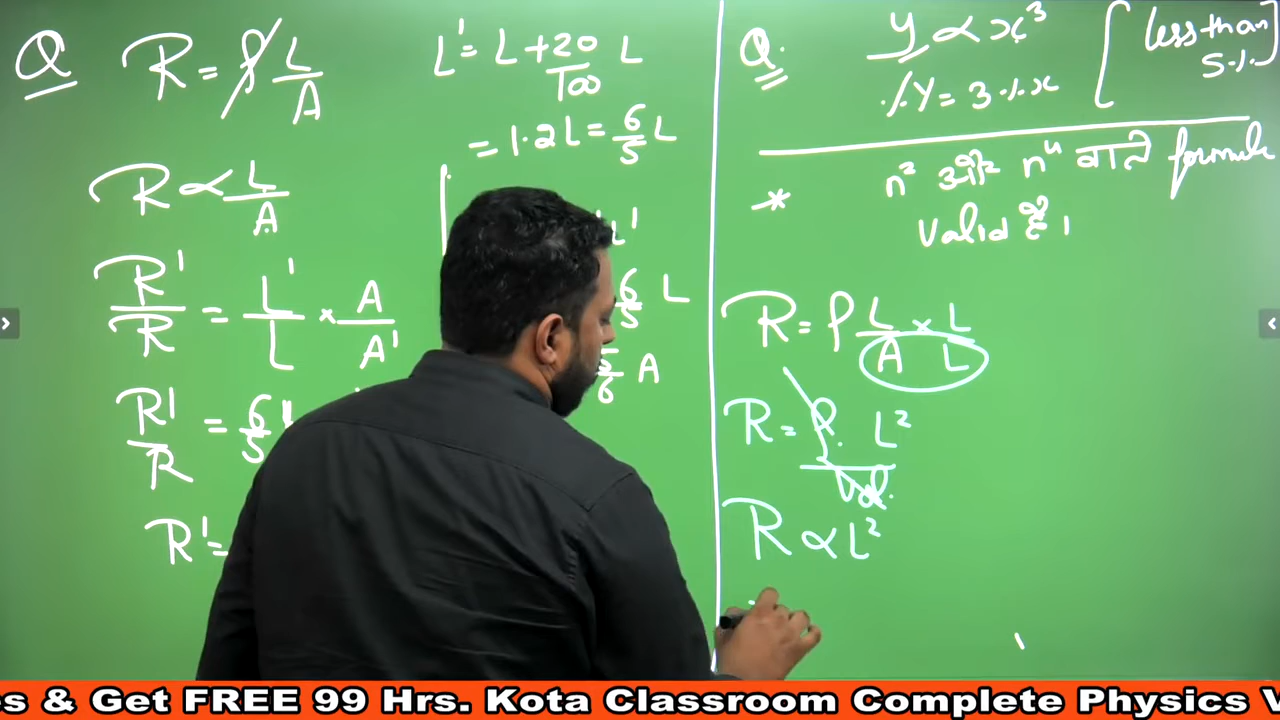 Q R = ρ L/A
L' = L + 20/100 L
= 1.2L = 6/5 L
R ∝ L/A
R'/R = L'/L × A/A'
L'
6/5 L
A
R'/R = 6/5
R' =
Q. y ∝ x³ [less than 5%]
%Y = 3 % x
* n² और n⁴ वाले formule
Valid है।
R = ρ L/A × L/L
R = ρ. L²/Vol.
R ∝ L²
& Get FREE 99 Hrs. Kota Classroom Complete Physics